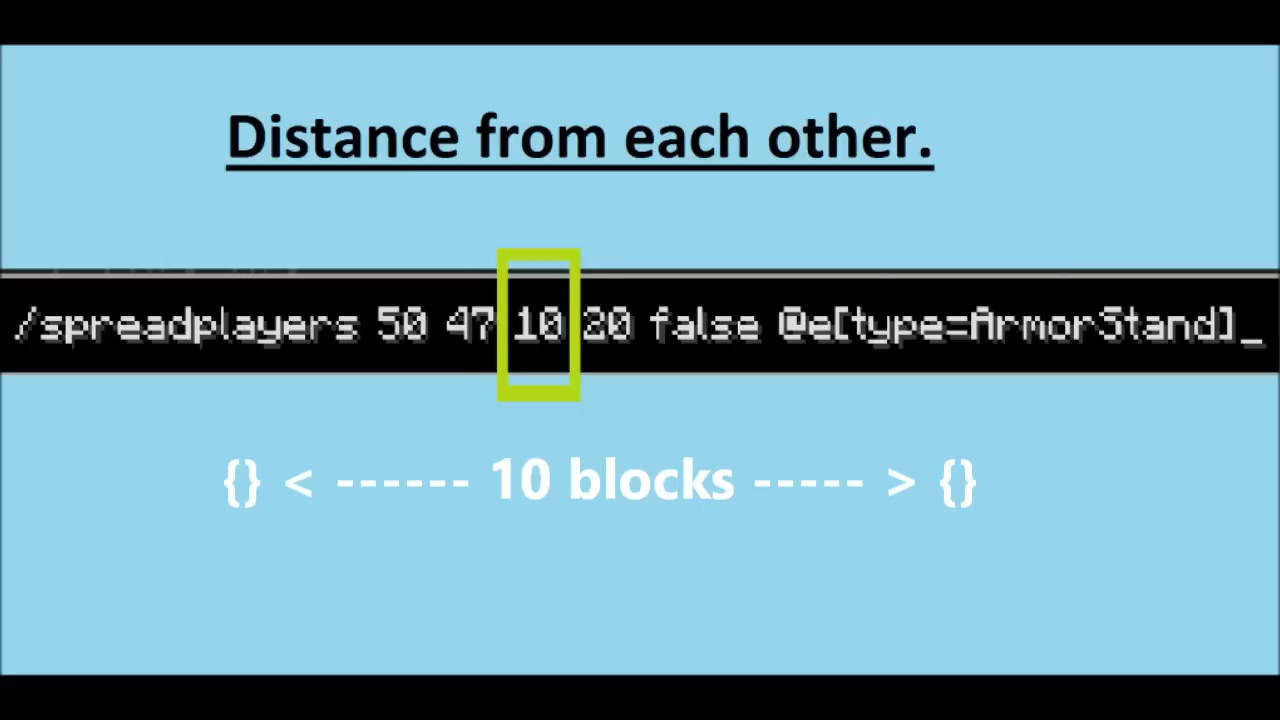 Distance from each other.
/spreadplayers 50 47 10 20 false @e[type=ArmorStand]_
{} < ------ 10 blocks ----- > {}